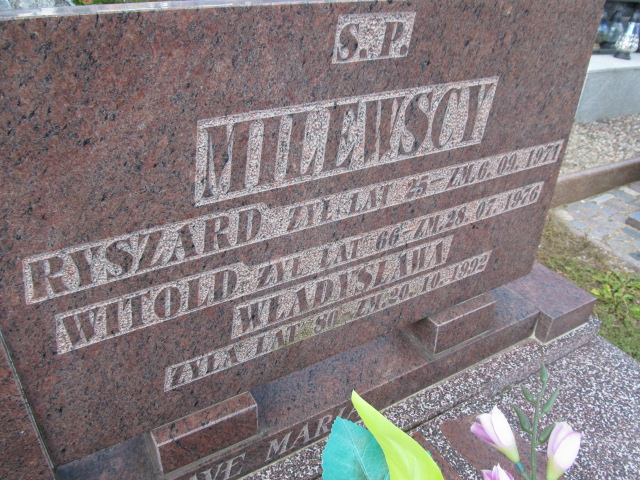 Ś. P.
MILEWSCY
RYSZARD ŻYŁ LAT 25 - ZM. 6. 09. 1971
WITOLD ŻYŁ LAT 66 - ZM. 28. 07. 1976
WŁADYSŁAWA
ŻYŁA LAT 80 - ZM. 20. 10. 1992
AVE MARIA